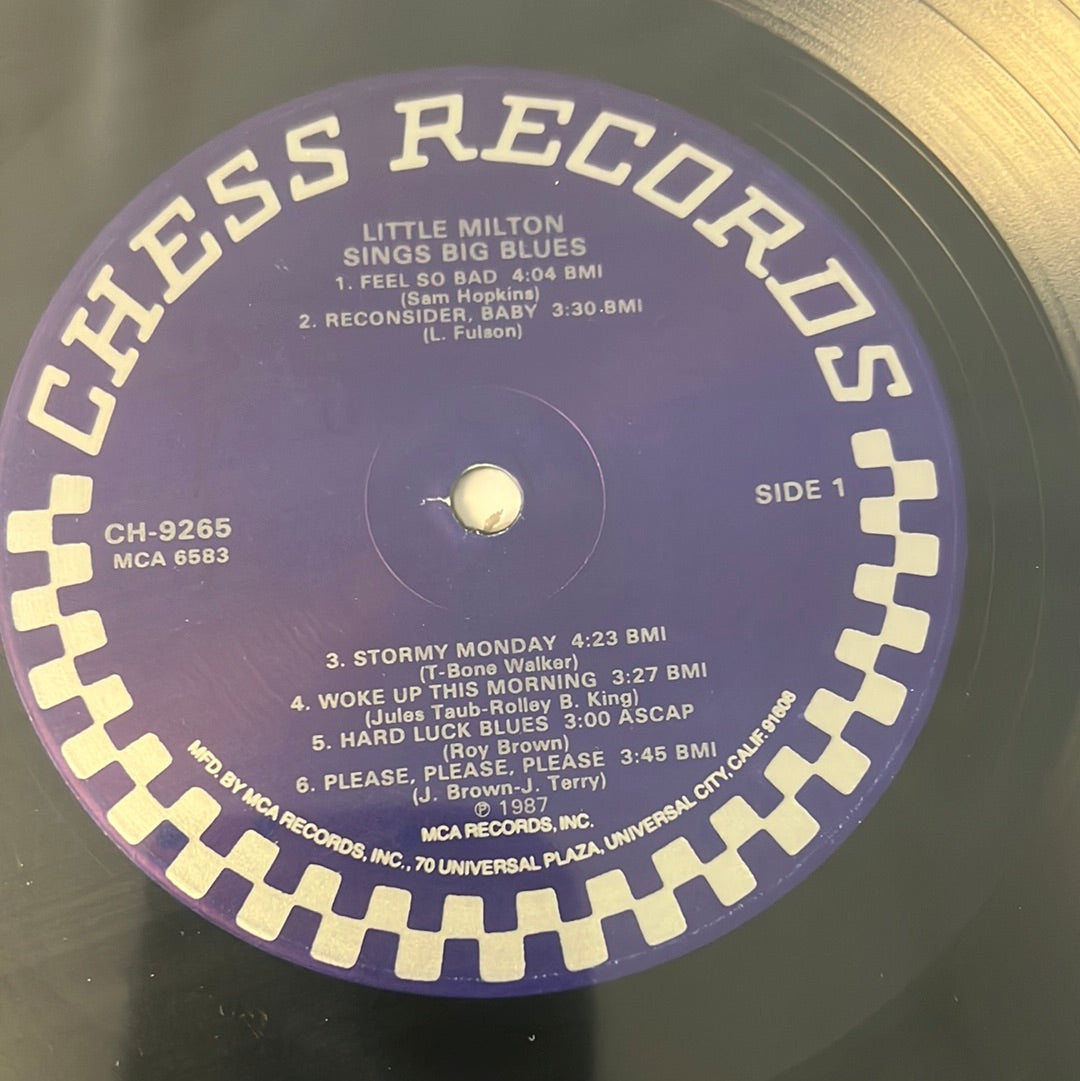 CHESS RECORDS
LITTLE MILTON
SINGS BIG BLUES
1. FEEL SO BAD 4:04 BMI
(Sam Hopkins)
2. RECONSIDER, BABY 3:30 BMI
(L. Fulson)
SIDE 1
CH-9265
MCA 6583
3. STORMY MONDAY 4:23 BMI
(T-Bone Walker)
4. WOKE UP THIS MORNING 3:27 BMI
(Jules Taub-Rolley B. King)
5. HARD LUCK BLUES 3:00 ASCAP
(Roy Brown)
6. PLEASE, PLEASE, PLEASE 3:45 BMI
(J. Brown-J. Terry)
℗ 1987
MCA RECORDS, INC.
MFD. BY MCA RECORDS, INC., 70 UNIVERSAL PLAZA, UNIVERSAL CITY, CALIF. 91608